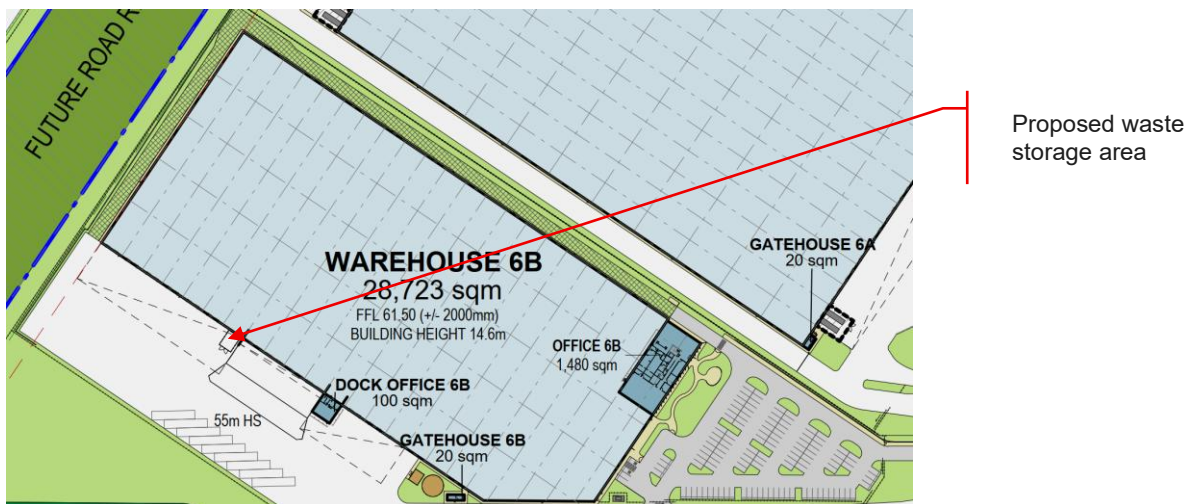 FUTURE ROAD R
Proposed waste
storage area
GATEHOUSE 6A
20 sqm
WAREHOUSE 6B
28,723 sqm
FFL 61.50 (+/- 2000mm)
BUILDING HEIGHT 14.6m
OFFICE 6B
1,480 sqm
DOCK OFFICE 6B
100 sqm
55m HS
GATEHOUSE 6B
20 sqm